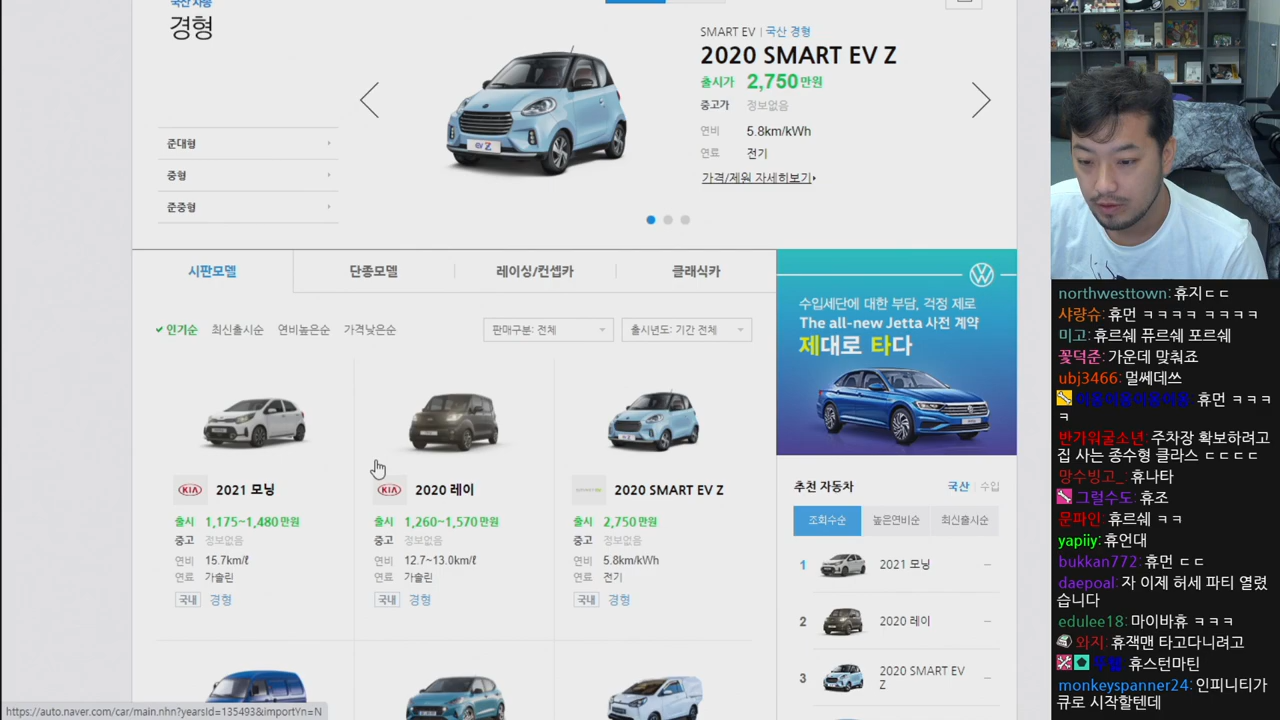 국산 차종
경형
준대형
중형
준중형
SMART EV | 국산 경형
2020 SMART EV Z
출시가 2,750만원
중고가 정보없음
연비 5.8km/kWh
연료 전기
가격/제원 자세히보기
EV Z
시판모델
단종모델
레이싱/컨셉카
클래식카
인기순 최신출시순 연비높은순 가격낮은순
판매구분: 전체
출시년도: 기간 전체
KIA 2021 모닝
출시 1,175~1,480만원
중고 정보없음
연비 15.7km/ℓ
연료 가솔린
국내 경형
KIA 2020 레이
출시 1,260~1,570만원
중고 정보없음
연비 12.7~13.0km/ℓ
연료 가솔린
국내 경형
2020 SMART EV Z
출시 2,750만원
중고 정보없음
연비 5.8km/kWh
연료 전기
국내 경형
수입세단에 대한 부담, 걱정 제로
The all-new Jetta 사전 계약
제대로 타다
추천 자동차
국산 | 수입
조회수순 높은연비순 최신출시순
1 2021 모닝
2 2020 레이
3 2020 SMART EV
Z
https://auto.naver.com/car/main.nhn?yearsId=135493&importYn=N
northwesttown: 휴지ㄷㄷ
샤량슈: 휴먼 ㅋㅋㅋㅋ ㅋㅋㅋㅋ
미고: 휴르쉐 퓨르쉐 포르쉐
꽃덕준: 가운데 맞춰죠
ubj3466: 멀쎄데쓰
휴먼 ㅋㅋㅋ
ㅋ
반가워굴소년: 주차장 확보하려고
집 사는 종수형 클라스 ㄷㄷㄷㄷ
망수빙고_: 휴나타
그럴수도: 휴조
문파인: 휴르쉐 ㅋㅋ
yapiiy: 휴언대
bukkan772: 휴먼 ㄷㄷ
daepoal: 자 이제 허세 파티 열렸
습니다
edulee18: 마이바휴 ㅋㅋㅋ
와지: 휴잭맨 타고다니려고
뚜웰: 휴스턴마틴
monkeyspanner24: 인피니티가
큐로 시작할텐데